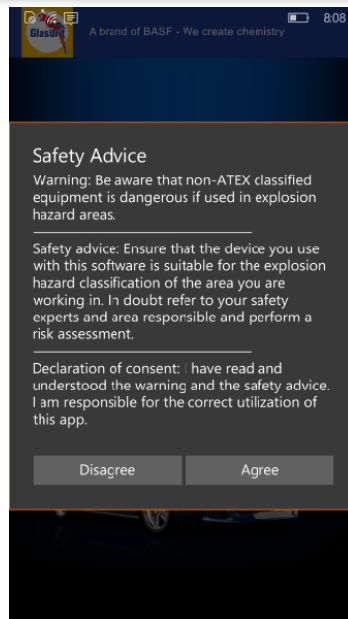 8:08
Glasurit
A brand of BASF - We create chemistry
Safety Advice
Warning: Be aware that non-ATEX classified
equipment is dangerous if used in explosion
hazard areas.
Safety advice: Ensure that the device you use
with this software is suitable for the explosion
hazard classification of the area you are
working in. In doubt refer to your safety
experts and area responsible and perform a
risk assessment.
Declaration of consent: I have read and
understood the warning and the safety advice.
I am responsible for the correct utilization of
this app.
Disagree
Agree